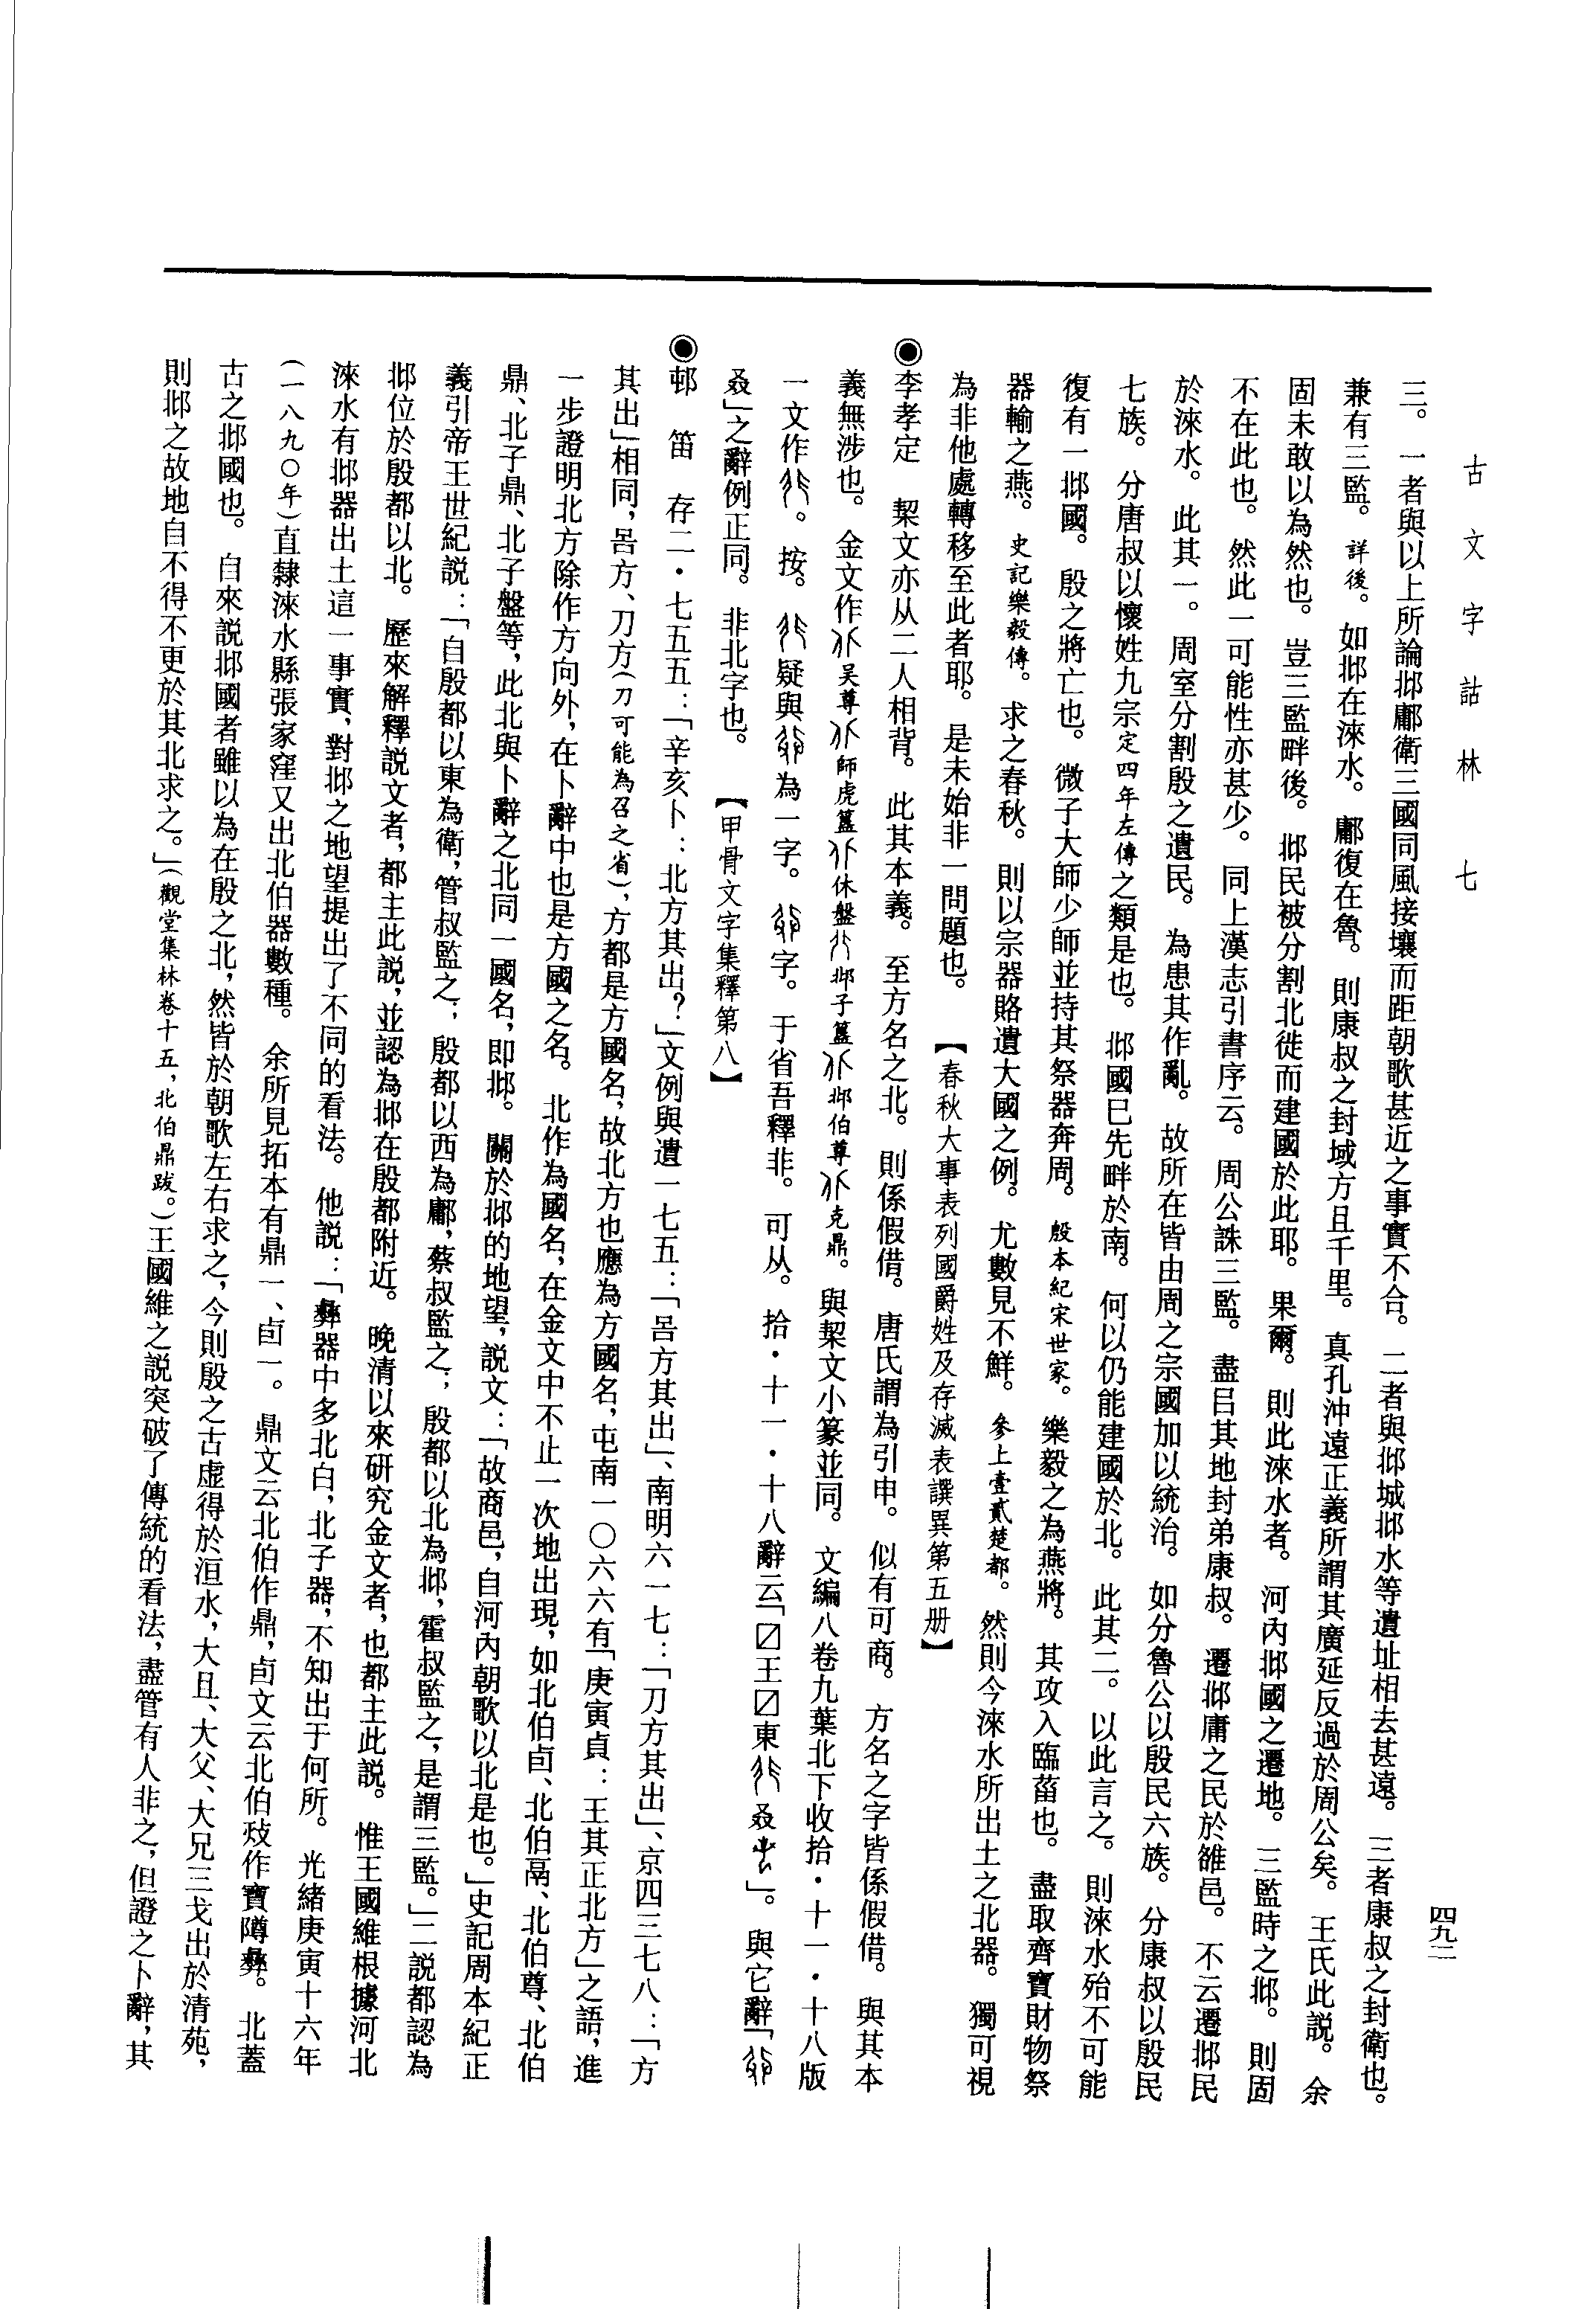 古文字詁林　七
四九二
三。一者與以上所論邶鄘衛三國同風接壤而距朝歌甚近之事實不合。二者與邶城邶水等遺址相去甚遠。三者康叔之封衛也。
兼有三監。詳後。如邶在淶水。鄘復在魯。則康叔之封域方且千里。真孔沖遠正義所謂其廣延反過於周公矣。王氏此説。余
固未敢以為然也。豈三監畔後。邶民被分割北徙而建國於此耶。果爾。則此淶水者。河內邶國之遷地。三監時之邶。則固
不在此也。然此一可能性亦甚少。同上漢志引書序云。周公誅三監。盡㠯其地封弟康叔。遷邶庸之民於雒邑。不云遷邶民
於淶水。此其一。周室分割殷之遺民。為患其作亂。故所在皆由周之宗國加以統治。如分魯公以殷民六族。分康叔以殷民
七族。分唐叔以懷姓九宗定四年左傳之類是也。邶國已先畔於南。何以仍能建國於北。此其二。以此言之。則淶水殆不可能
復有一邶國。殷之將亡也。微子大師少師並持其祭器奔周。殷本紀宋世家。樂毅之為燕將。其攻入臨菑也。盡取齊寶財物祭
器輸之燕。史記樂毅傳。求之春秋。則以宗器賂遺大國之例。尤數見不鮮。參上壹貳楚都。然則今淶水所出土之北器。獨可視
為非他處轉移至此者耶。是未始非一問題也。【春秋大事表列國爵姓及存滅表譔異第五册】
◉李孝定　栔文亦从二人相背。此其本義。至方名之北。則係假借。唐氏謂為引申。似有可商。方名之字皆係假借。與其本
義無涉也。金文作吴尊師虎簋休盤邶子簋邶伯尊克鼎。與栔文小篆並同。文編八卷九葉北下收拾・十一・十八版
一文作。按。疑與為一字。字。于省吾釋非。可从。拾・十一・十八辭云「〼王〼東叒」。與它辭「
叒」之辭例正同。非北字也。【甲骨文字集釋第八】
◉邨　笛　存二・七五五：「辛亥卜：北方其出？」文例與遺一七五：「𠮷方其出」、南明六一七：「刀方其出」、京四三七八：「方
其出」相同，𠮷方、刀方（刀可能為召之省），方都是方國名，故北方也應為方國名，屯南一〇六六有「庚寅貞：王其正北方」之語，進
一步證明北方除作方向外，在卜辭中也是方國之名。北作為國名，在金文中不止一次地出現，如北伯卣、北伯鬲、北伯尊、北伯
鼎、北子鼎、北子盤等，此北與卜辭之北同一國名，即邶。關於邶的地望，説文：「故商邑，自河內朝歌以北是也。」史記周本紀正
義引帝王世紀説：「自殷都以東為衛，管叔監之；殷都以西為鄘，蔡叔監之；殷都以北為邶，霍叔監之，是謂三監。」二説都認為
邶位於殷都以北。歷來解釋説文者，都主此説，並認為邶在殷都附近。晚清以來研究金文者，也都主此説。惟王國維根據河北
淶水有邶器出土這一事實，對邶之地望提出了不同的看法。他説：「彝器中多北白，北子器，不知出于何所。光緒庚寅十六年
（一八九〇年）直隸淶水縣張家窪又出北伯器數種。余所見拓本有鼎一、卣一。鼎文云北伯作鼎，卣文云北伯㱿作寶䵼彝。北蓋
古之邶國也。自來説邶國者雖以為在殷之北，然皆於朝歌左右求之，今則殷之古虚得於洹水，大且、大父、大兄三戈出於清苑，
則邶之故地自不得不更於其北求之。」（觀堂集林卷十五，北伯鼎跋。）王國維之説突破了傳統的看法，盡管有人非之，但證之卜辭，其